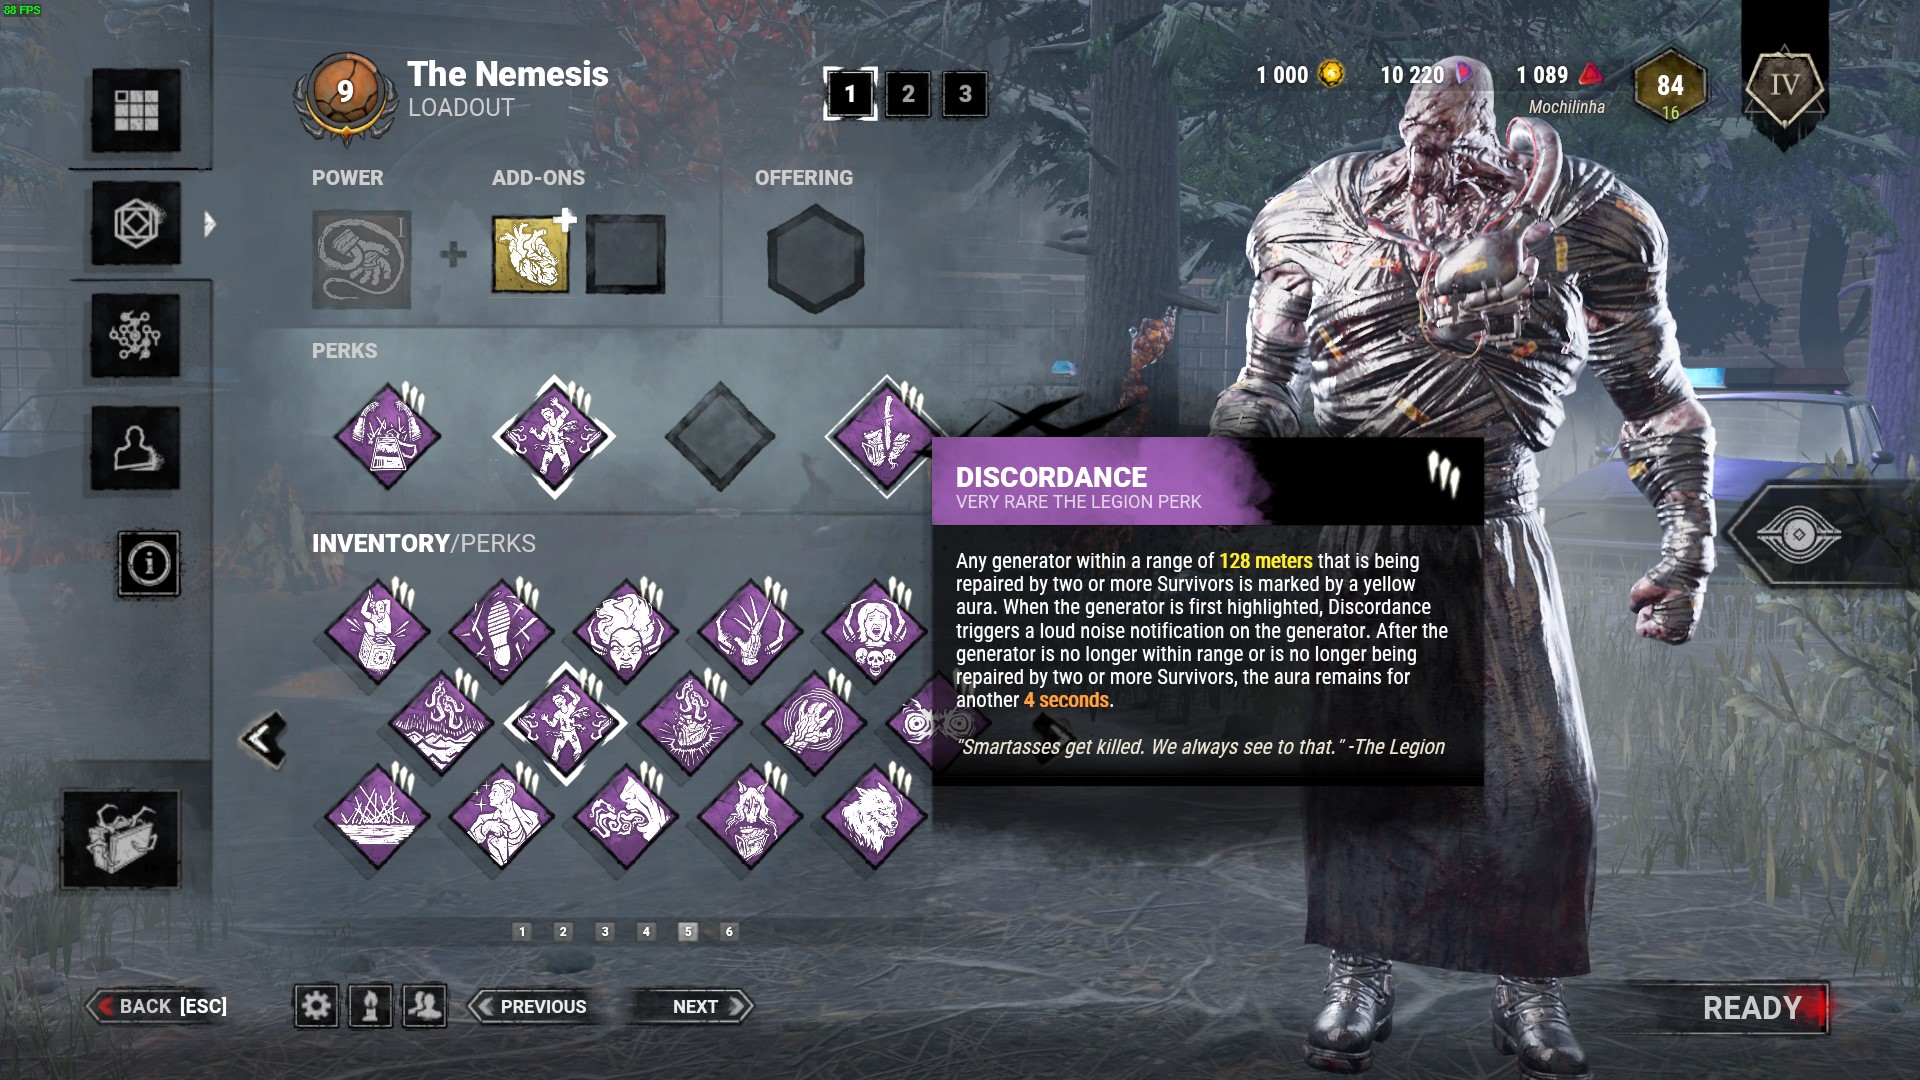 88 FPS
9
The Nemesis
LOADOUT
1
2
3
1 000
10 220
1 089
Mochilinha
84
16
IV
POWER
ADD-ONS
OFFERING
I
PERKS
DISCORDANCE
VERY RARE THE LEGION PERK
Any generator within a range of 128 meters that is being
repaired by two or more Survivors is marked by a yellow
aura. When the generator is first highlighted, Discordance
triggers a loud noise notification on the generator. After the
generator is no longer within range or is no longer being
repaired by two or more Survivors, the aura remains for
another 4 seconds.
"Smartasses get killed. We always see to that." -The Legion
INVENTORY/PERKS
1
2
3
4
5
6
BACK [ESC]
PREVIOUS
NEXT
READY